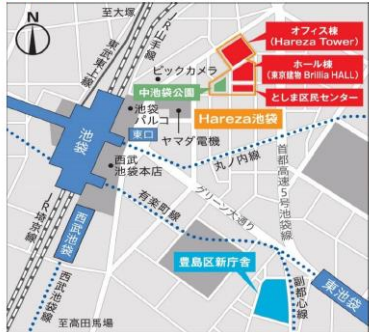 至大塚
JR山手線
東武東上線
N
ビックカメラ
中池袋公園
池袋
パルコ
東口
ヤマダ電機
オフィス棟
(Hareza Tower)
ホール棟
(東京建物 Brillia HALL)
としま区民センター
Hareza池袋
池袋
西武
池袋本店
丸ノ内線
首都高速5号池袋線
グリーン大通り
有楽町線
JR埼京線
西武池袋
西武池袋線
豊島区新庁舎
東池袋
副都心線
至高田馬場